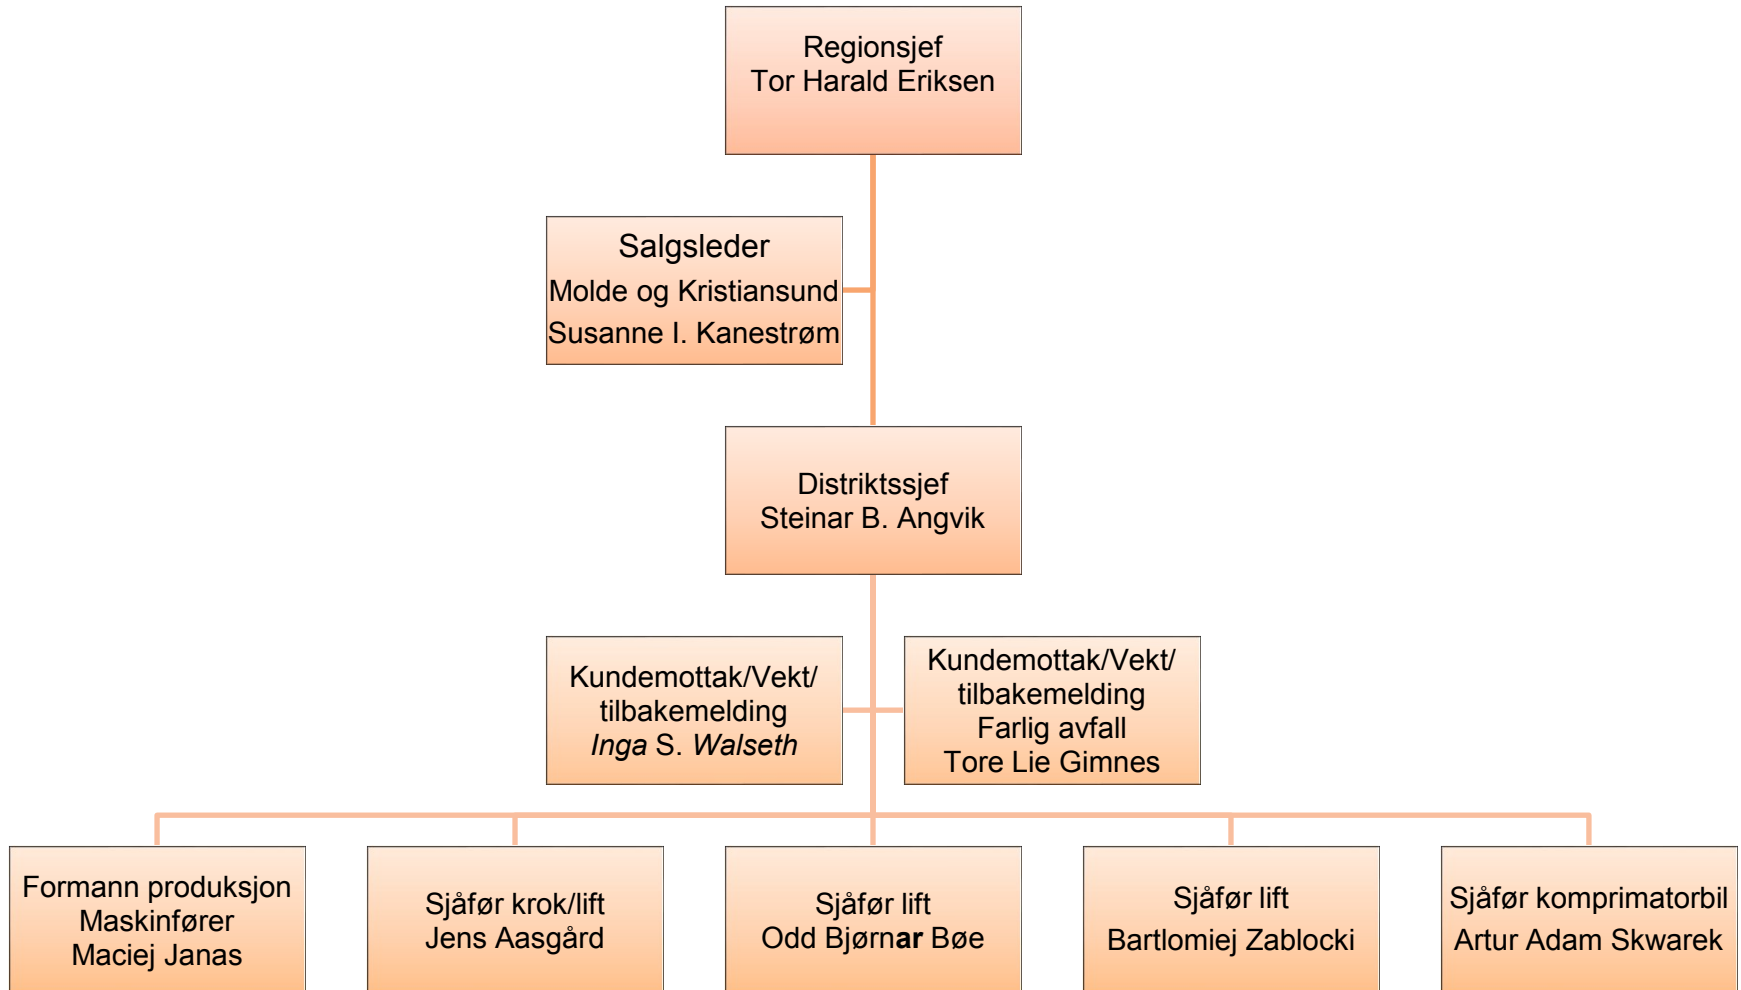 Regionsjef
Tor Harald Eriksen
Salgsleder
Molde og Kristiansund
Susanne I. Kanestrøm
Distriktssjef
Steinar B. Angvik
Kundemottak/Vekt/
tilbakemelding
Inga S. Walseth
Kundemottak/Vekt/
tilbakemelding
Farlig avfall
Tore Lie Gimnes
Formann produksjon
Maskinfører
Maciej Janas
Sjåfør krok/lift
Jens Aasgård
Sjåfør lift
Odd Bjørnar Bøe
Sjåfør lift
Bartlomiej Zablocki
Sjåfør komprimatorbil
Artur Adam Skwarek